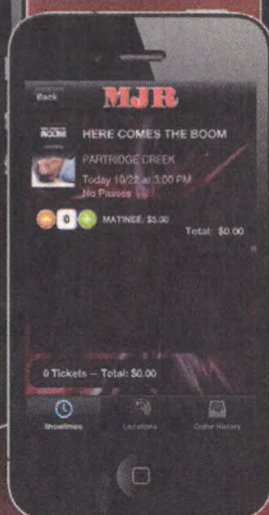 Back
MJR
HERE COMES THE BOOM
PARTRIDGE CREEK
Today 10/22 at 3:00 PM
No Passes
0
MATINEE: $5.00
Total: $0.00
0 Tickets -- Total: $0.00
Showtimes
Locations
Order History